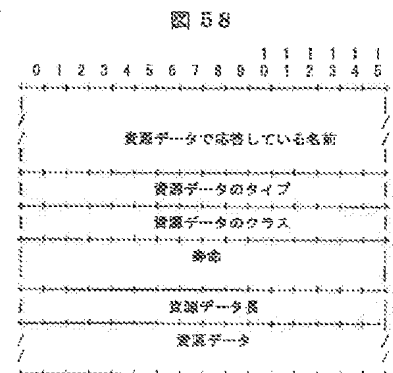 図 58
1 1 1 1 1 1
0 1 2 3 4 5 6 7 8 9 0 1 2 3 4 5
資源データで応答している名前
資源データのタイプ
資源データのクラス
寿命
資源データ長
資源データ